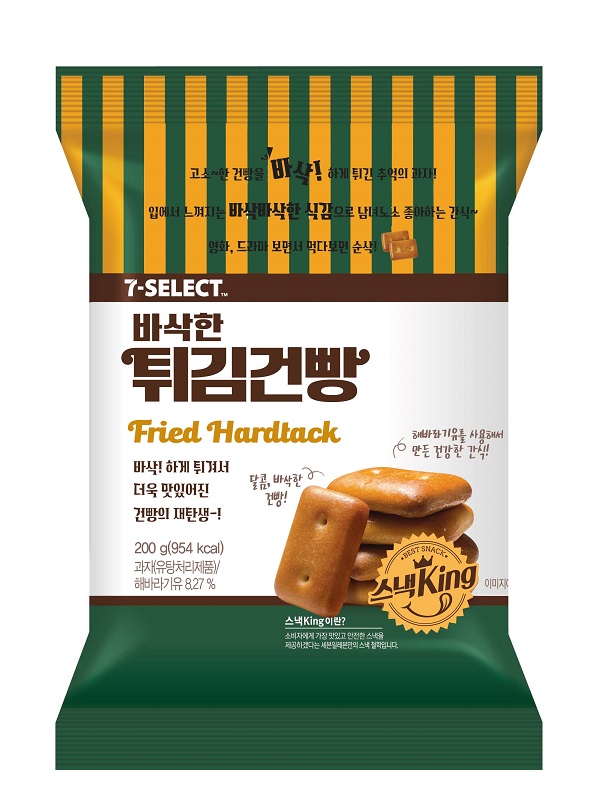 고소~한 건빵을 바삭! 하게 튀긴 추억의 과자!
입에서 느껴지는 바삭바삭한 식감으로 남녀노소 좋아하는 간식~
영화, 드라마 보면서 먹다보면 순삭!
7-SELECT™
바삭한
튀김건빵
Fried Hardtack
해바라기유를 사용해서
만든 건강한 간식!
바삭! 하게 튀겨서
더욱 맛있어진
건빵의 재탄생~!
달콤, 바삭한
건빵!
200 g(954 kcal)
과자(유탕처리제품)/
해바라기유 8.27 %
BEST SNACK
스낵King
이미지
스낵King이란?
소비자에게 가장 맛있고 안전한 스낵을
제공하겠다는 세븐일레븐만의 스낵 철학입니다.